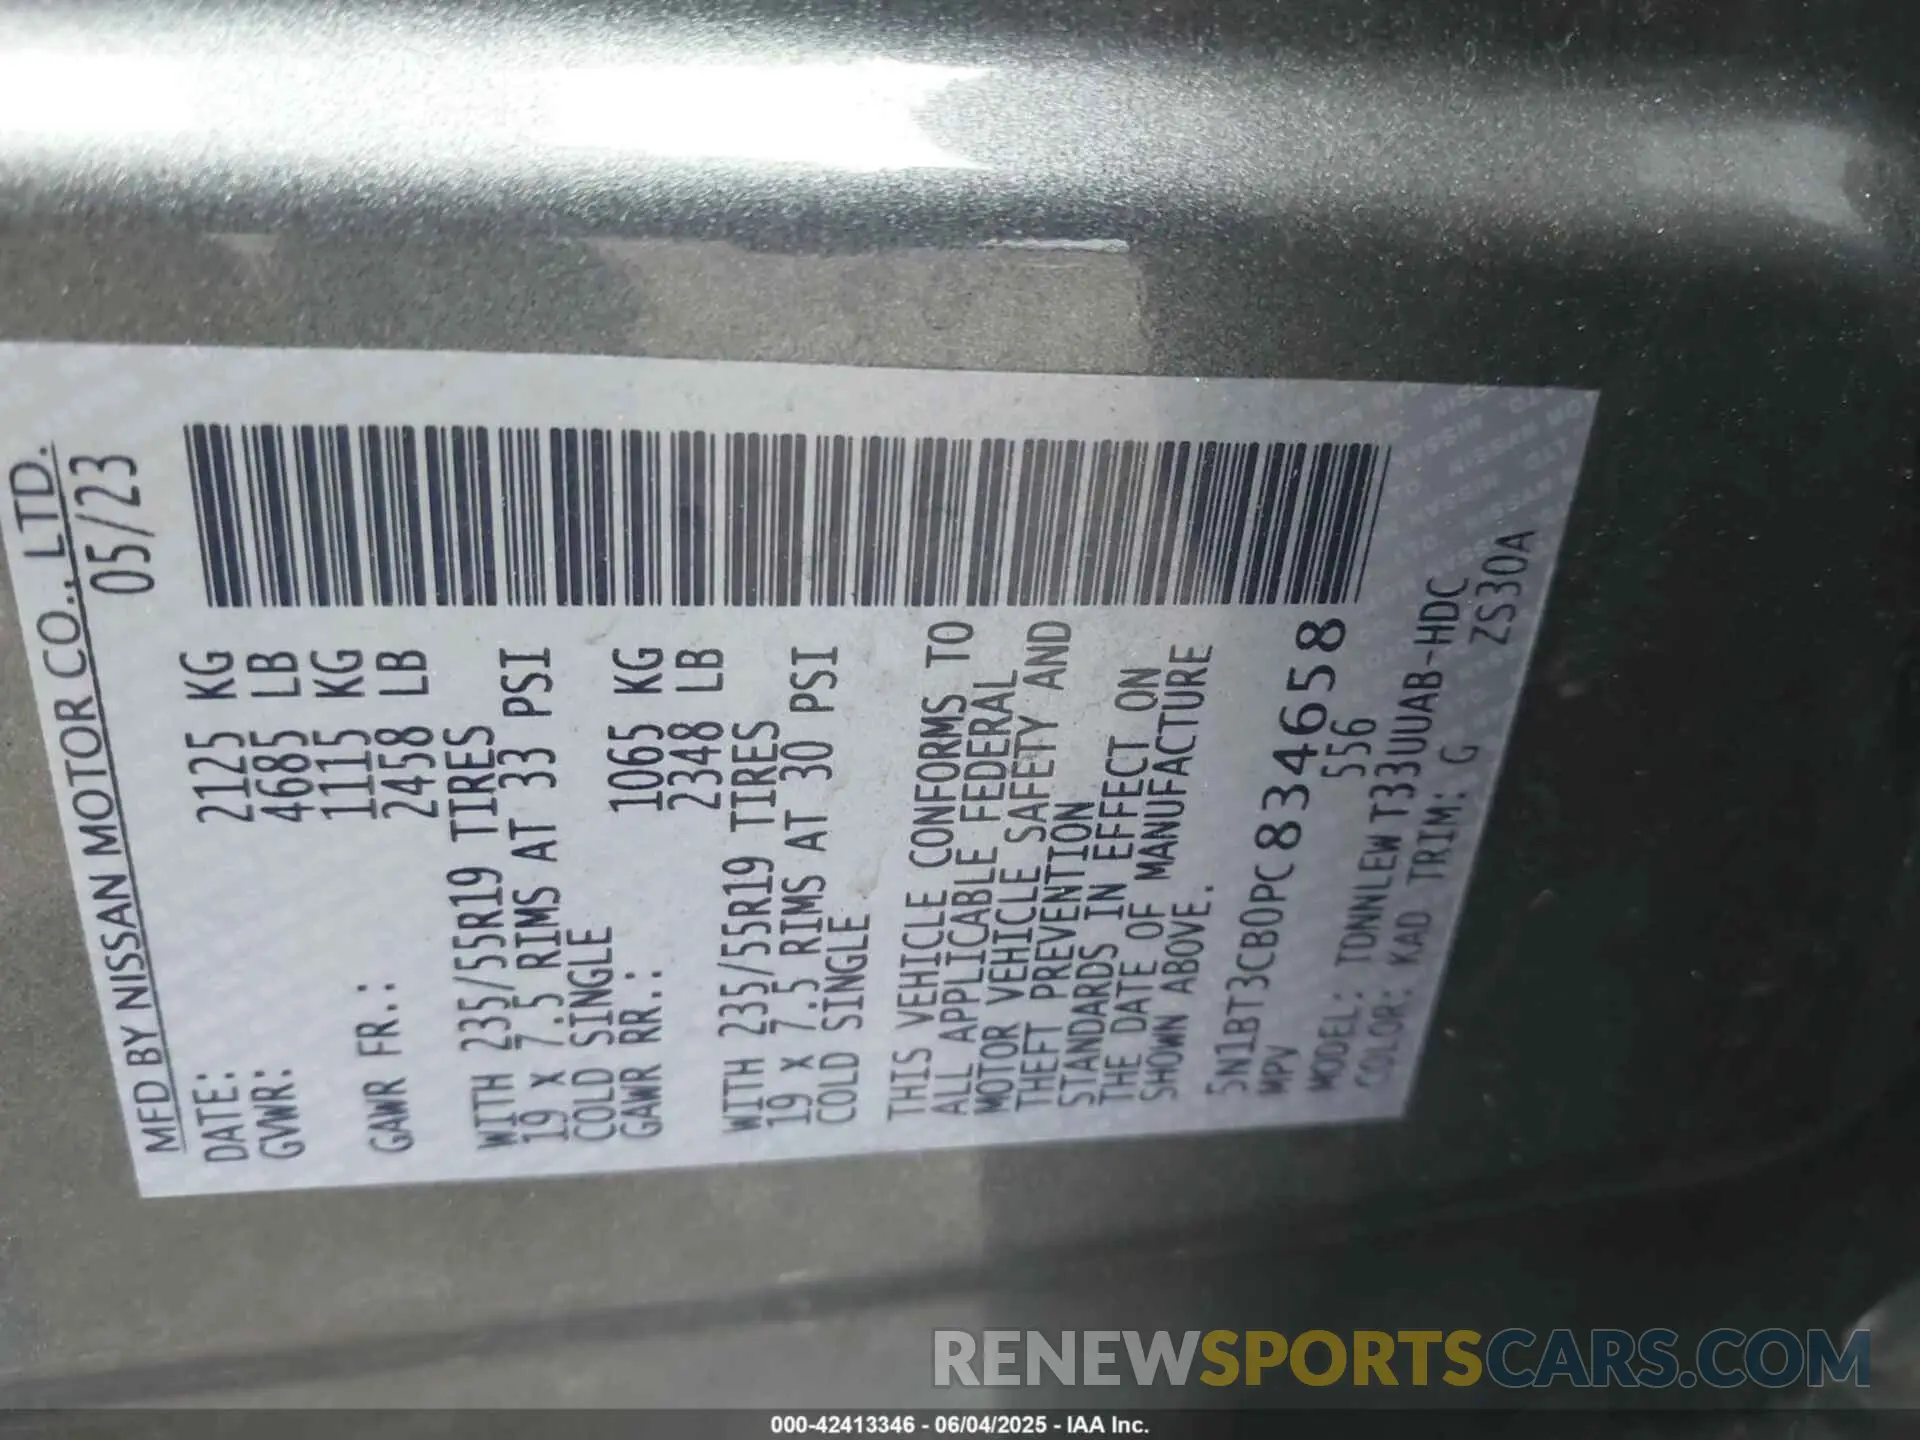 MFD BY NISSAN MOTOR CO., LTD.
DATE: 05/23
GVWR: 2125 KG
4685 LB
GAWR FR.: 1115 KG
2458 LB
WITH 235/55R19 TIRES
19 X 7.5 RIMS AT 33 PSI
COLD SINGLE
GAWR RR.: 1065 KG
2348 LB
WITH 235/55R19 TIRES
19 X 7.5 RIMS AT 30 PSI
COLD SINGLE
THIS VEHICLE CONFORMS TO
ALL APPLICABLE FEDERAL
MOTOR VEHICLE SAFETY AND
THEFT PREVENTION
STANDARDS IN EFFECT ON
THE DATE OF MANUFACTURE
SHOWN ABOVE.
5N1BT3CB0PC834658
MPV 556
MODEL: TDNNLEWT33UUAB-HDC
COLOR: KAD TRIM: G ZS30A
RENEWSPORTSCARS.COM
000-42413346 - 06/04/2025 - IAA Inc.